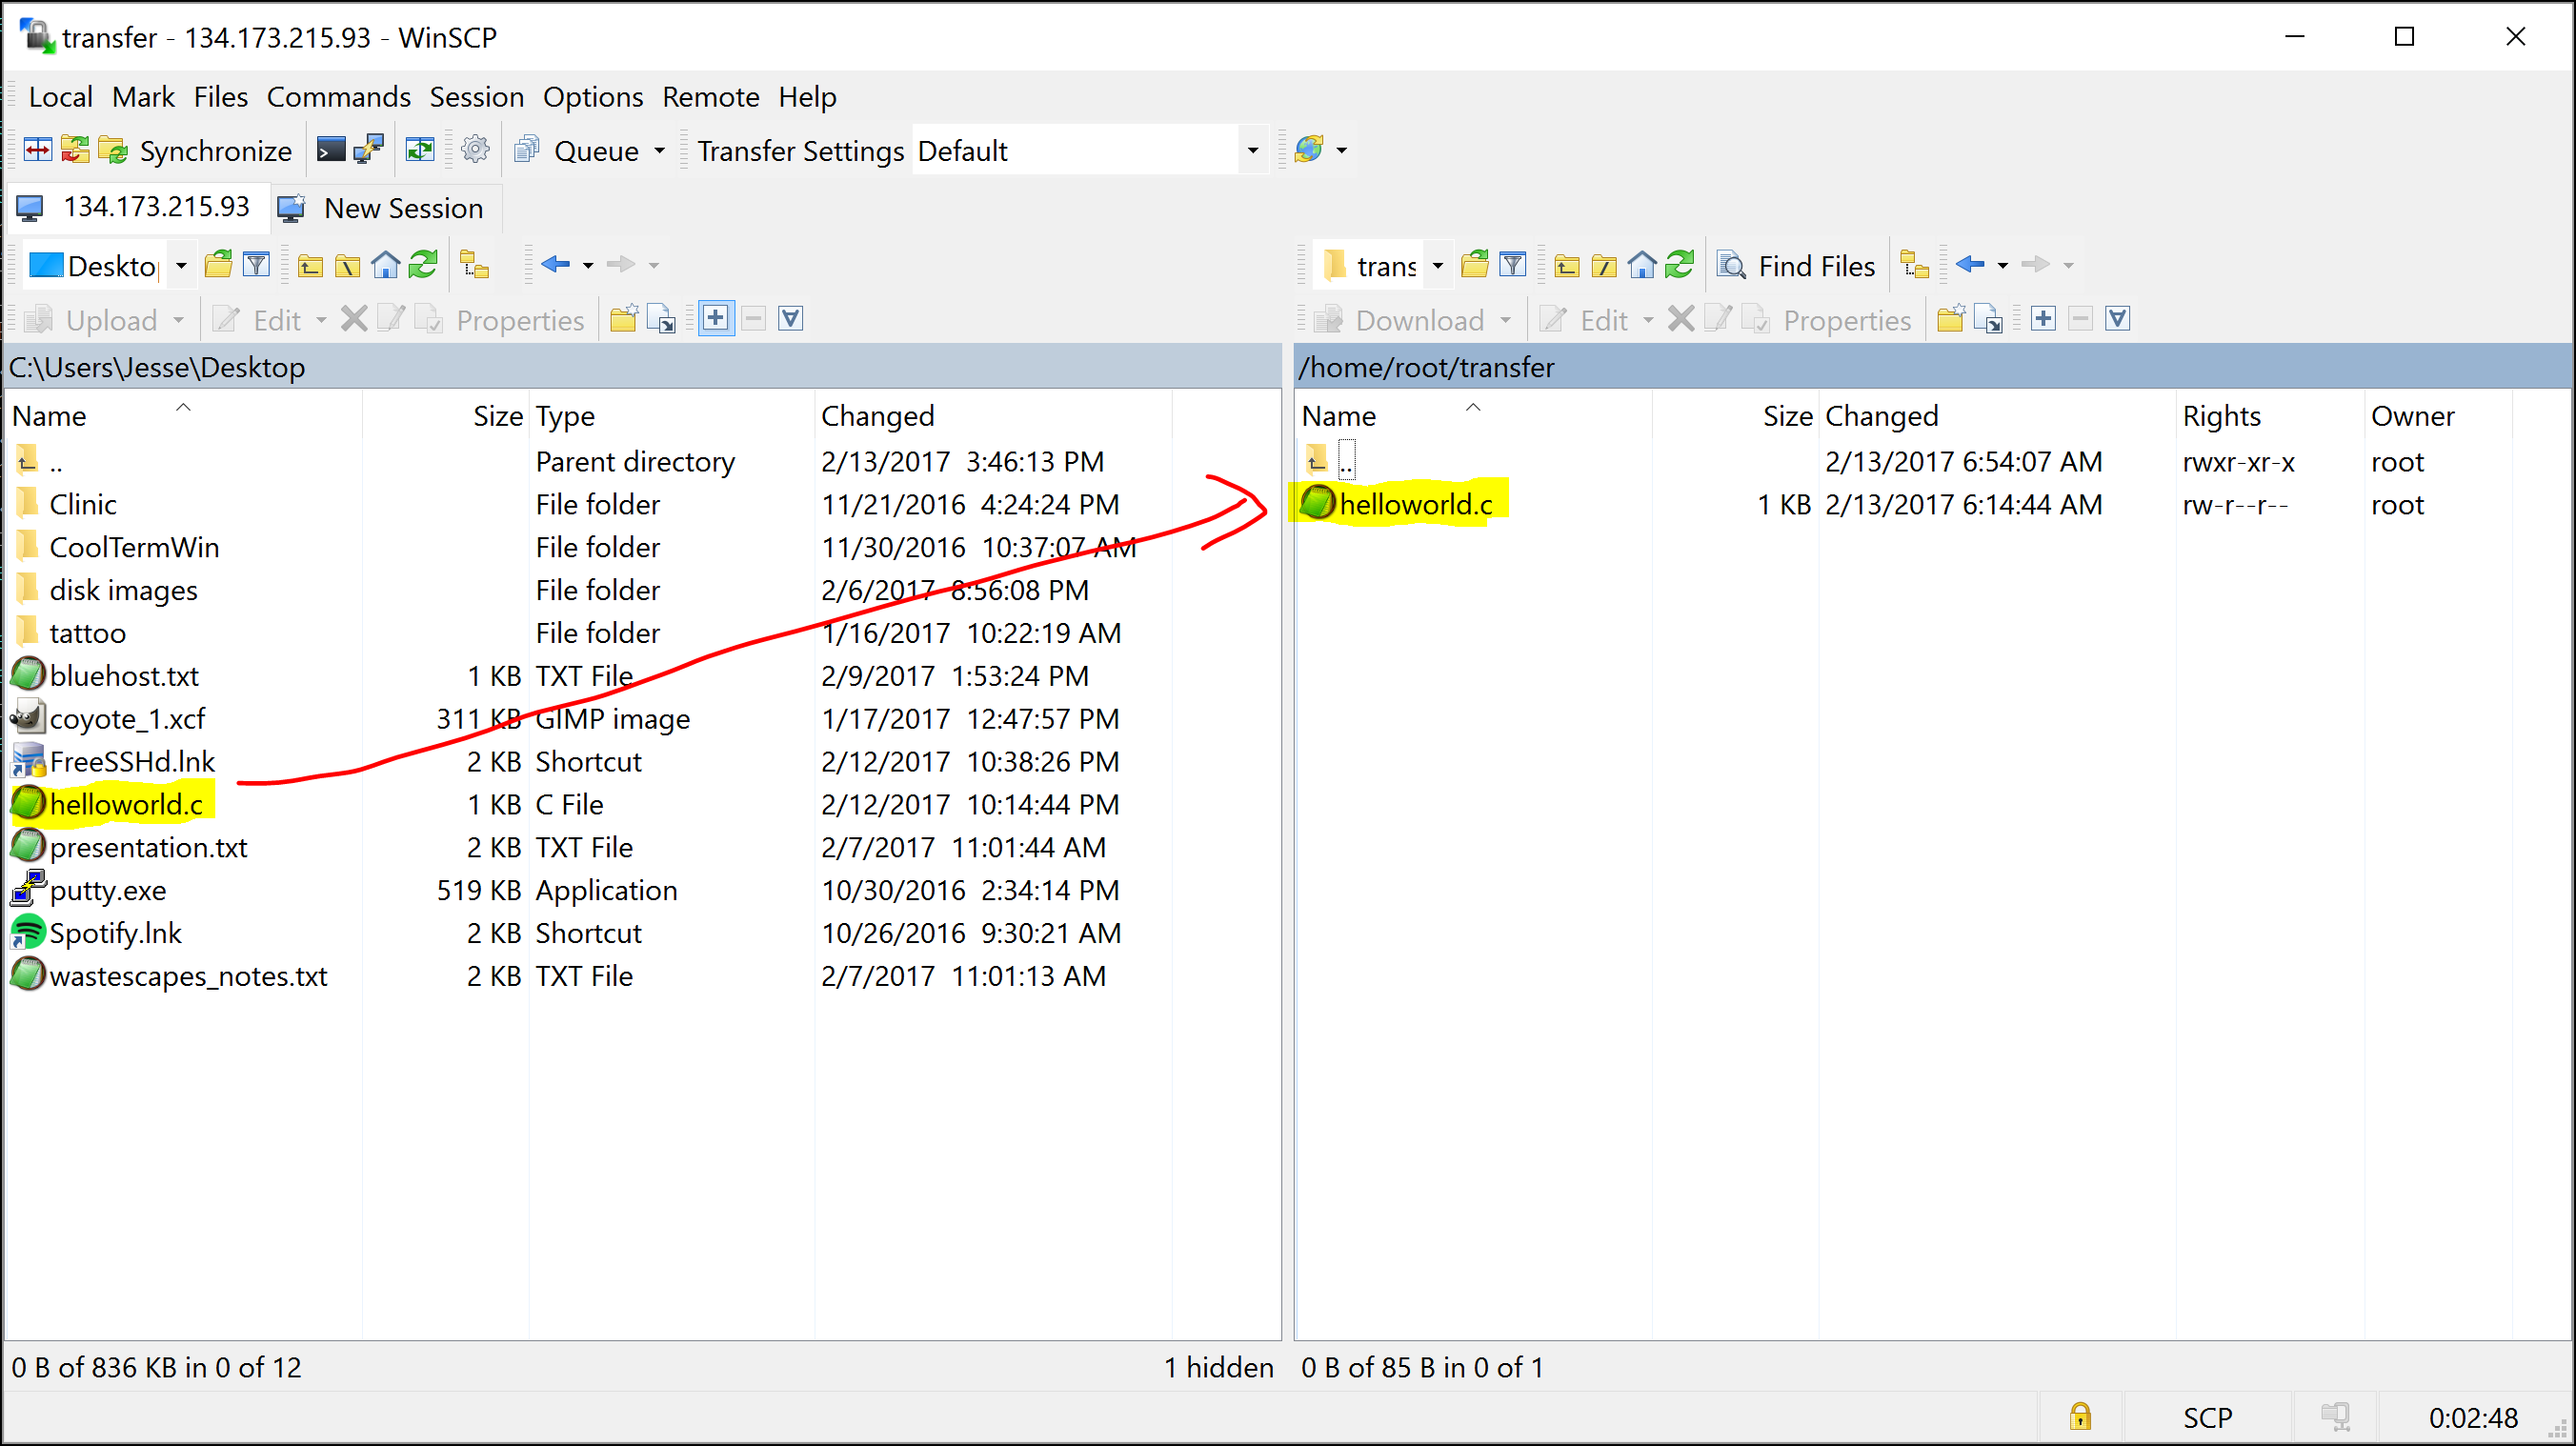 transfer - 134.173.215.93 - WinSCP
Local Mark Files Commands Session Options Remote Help
Synchronize Queue Transfer Settings Default
134.173.215.93 New Session
Desktop
trans Find Files
Upload Edit Properties
Download Edit Properties
C:\Users\Jesse\Desktop
Name Size Type Changed
.. Parent directory 2/13/2017 3:46:13 PM
Clinic File folder 11/21/2016 4:24:24 PM
CoolTermWin File folder 11/30/2016 10:37:07 AM
disk images File folder 2/6/2017 8:56:08 PM
tattoo File folder 1/16/2017 10:22:19 AM
bluehost.txt 1 KB TXT File 2/9/2017 1:53:24 PM
coyote_1.xcf 311 KB GIMP image 1/17/2017 12:47:57 PM
FreeSSHd.lnk 2 KB Shortcut 2/12/2017 10:38:26 PM
helloworld.c 1 KB C File 2/12/2017 10:14:44 PM
presentation.txt 2 KB TXT File 2/7/2017 11:01:44 AM
putty.exe 519 KB Application 10/30/2016 2:34:14 PM
Spotify.lnk 2 KB Shortcut 10/26/2016 9:30:21 AM
wastescapes_notes.txt 2 KB TXT File 2/7/2017 11:01:13 AM
0 B of 836 KB in 0 of 12 1 hidden
/home/root/transfer
Name Size Changed Rights Owner
.. 2/13/2017 6:54:07 AM rwxr-xr-x root
helloworld.c 1 KB 2/13/2017 6:14:44 AM rw-r--r-- root
0 B of 85 B in 0 of 1
SCP 0:02:48